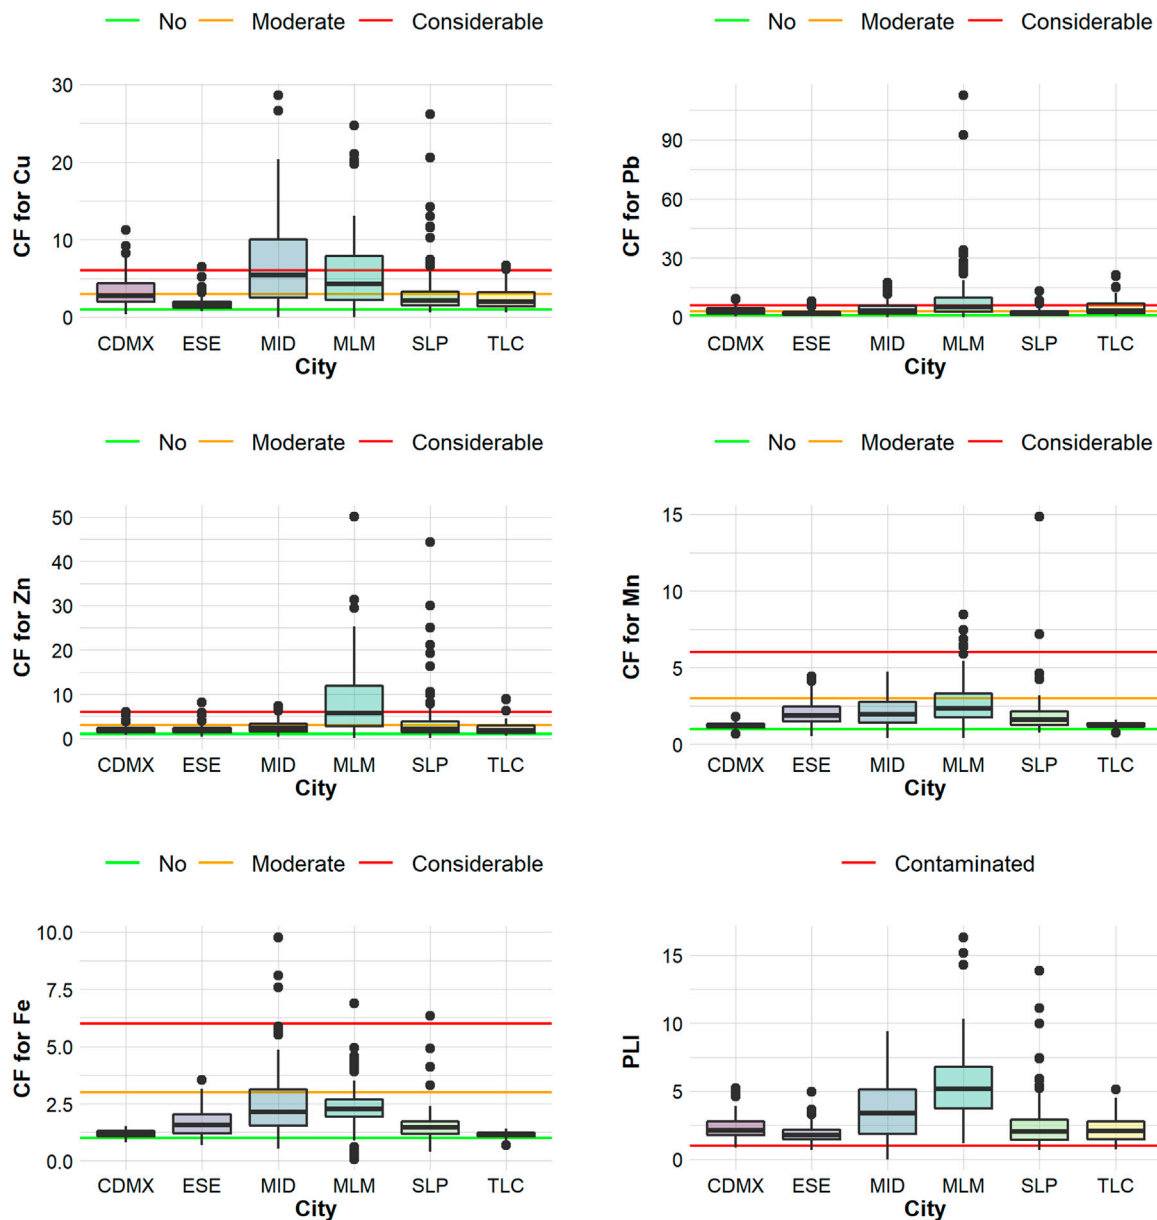 No Moderate Considerable
CF for Cu
30
20
10
0
CDMX ESE MID MLM SLP TLC
City
No Moderate Considerable
CF for Pb
90
60
30
0
CDMX ESE MID MLM SLP TLC
City
No Moderate Considerable
CF for Zn
50
40
30
20
10
0
CDMX ESE MID MLM SLP TLC
City
No Moderate Considerable
CF for Mn
15
10
5
0
CDMX ESE MID MLM SLP TLC
City
No Moderate Considerable
CF for Fe
10.0
7.5
5.0
2.5
0.0
CDMX ESE MID MLM SLP TLC
City
Contaminated
PLI
15
10
5
0
CDMX ESE MID MLM SLP TLC
City